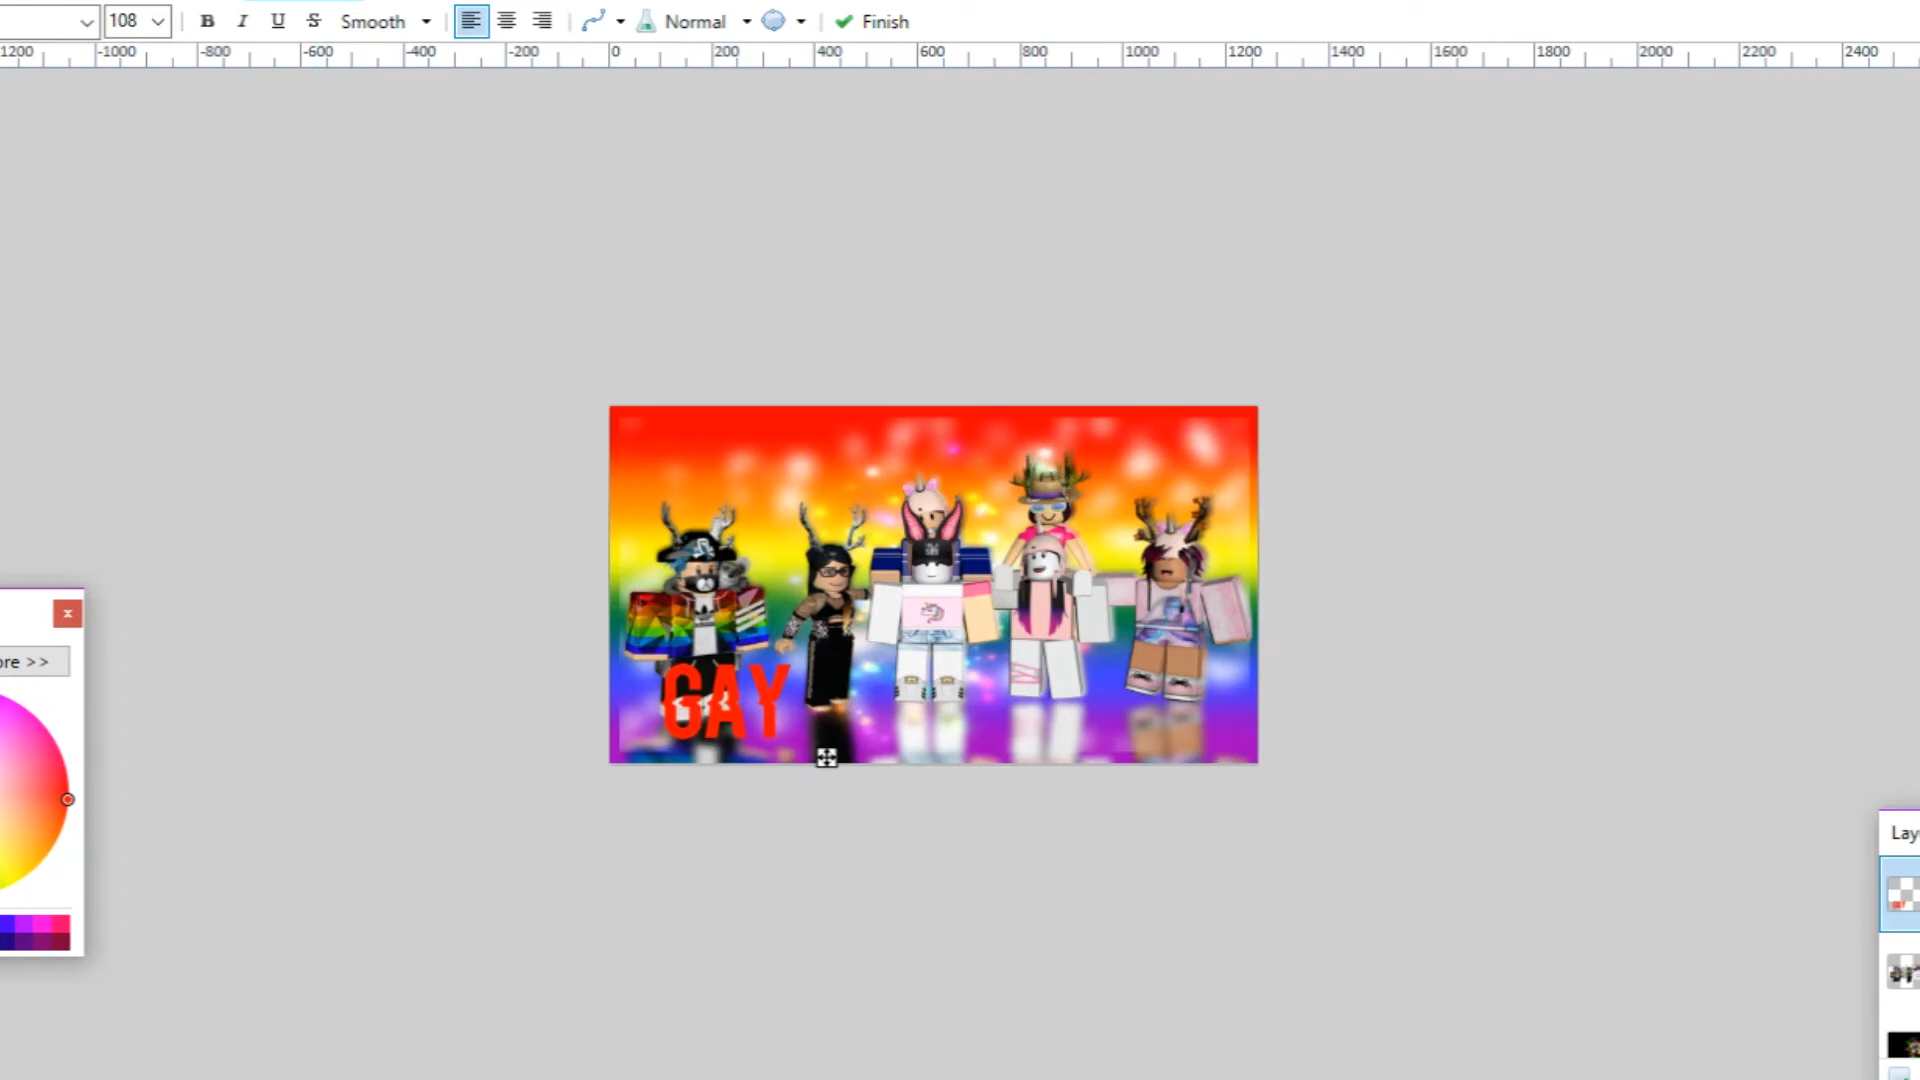 108 B I U S Smooth Normal Finish
1200 -1000 -800 -600 -400 -200 0 200 400 600 800 1000 1200 1400 1600 1800 2000 2200 2400
x
ore >>
GAY
Lay